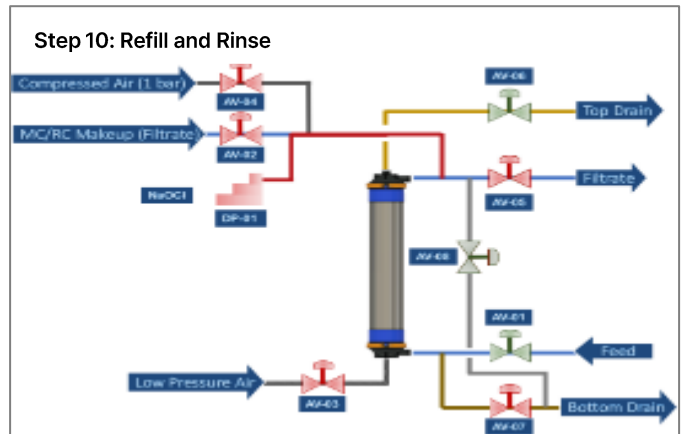 Step 10: Refill and Rinse
Compressed Air (1 bar)
AV-04
MC/RC Makeup (Filtrate)
AV-02
NaOCl
DP-01
AV-06
Top Drain
Filtrate
AV-05
AV-08
AV-01
Feed
Low Pressure Air
AV-03
Bottom Drain
AV-07